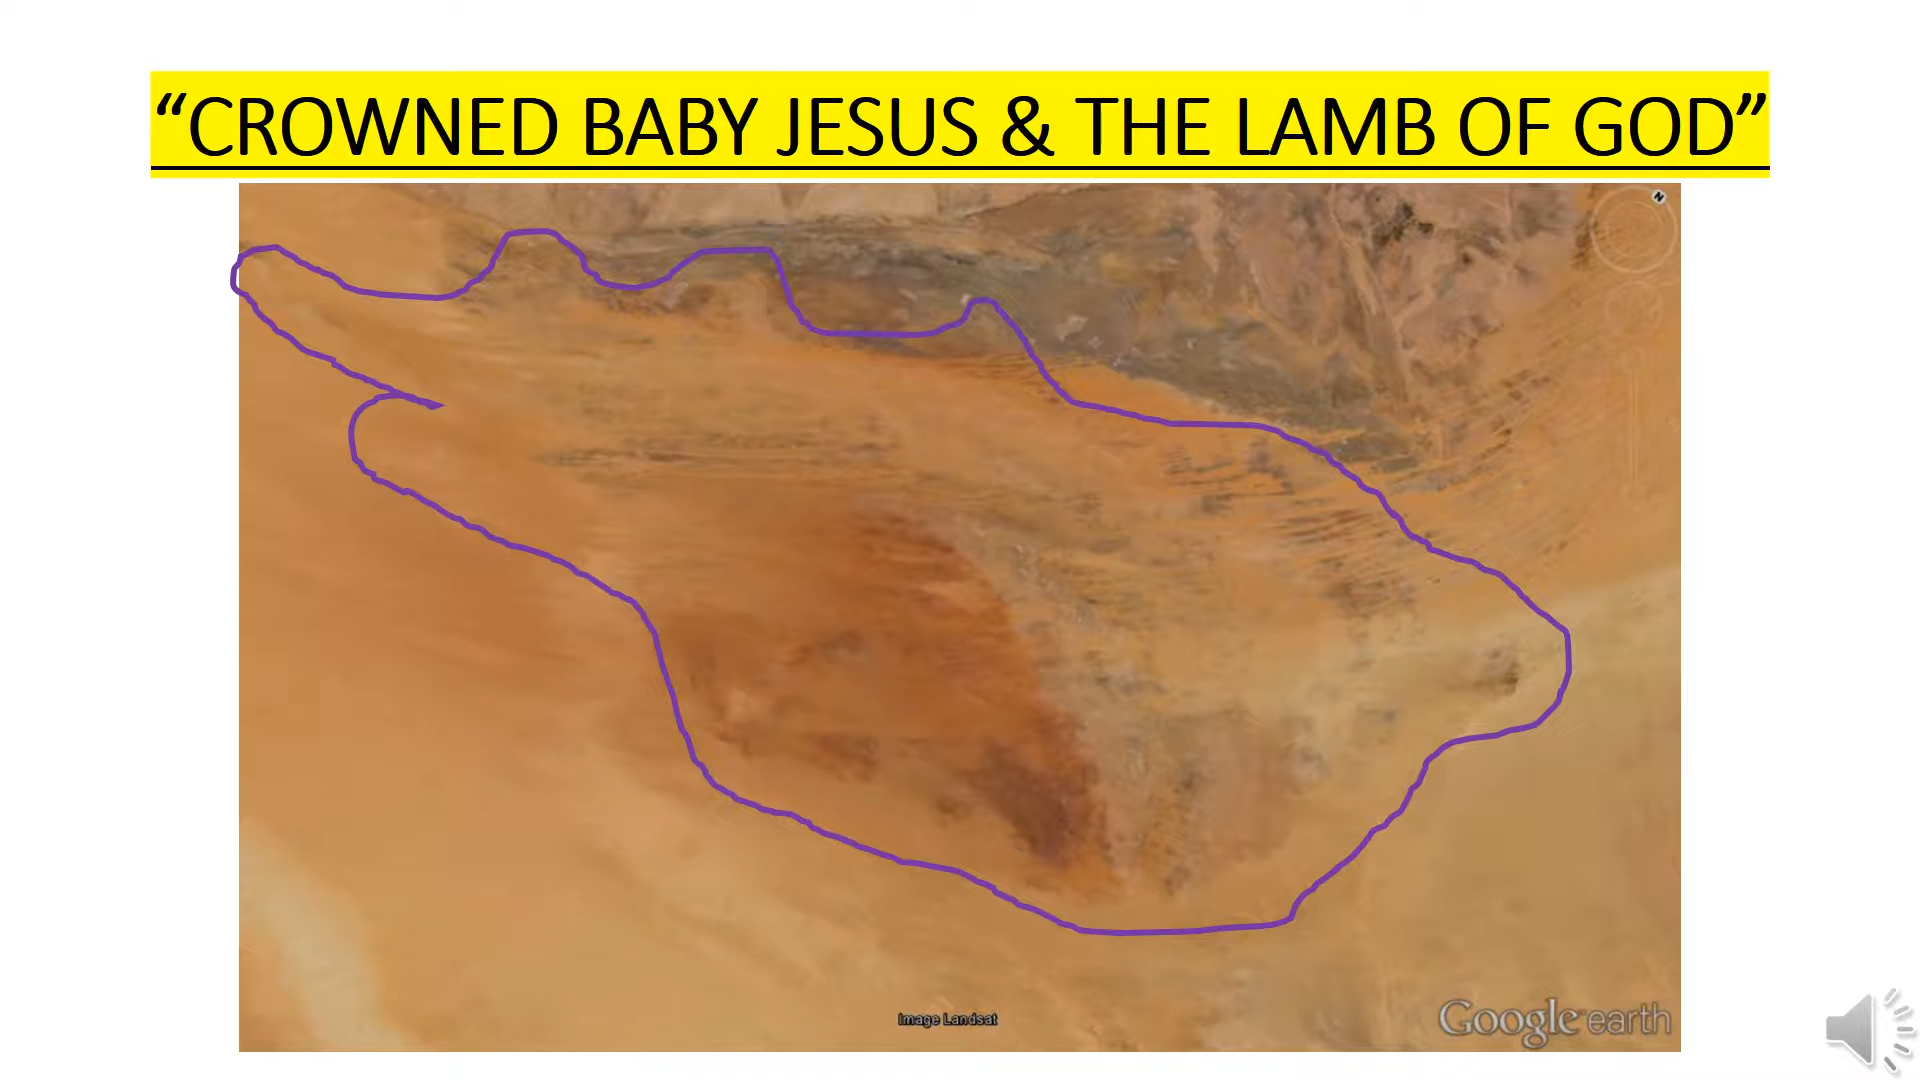 “CROWNED BABY JESUS & THE LAMB OF GOD”
N
Image Landsat
Google earth